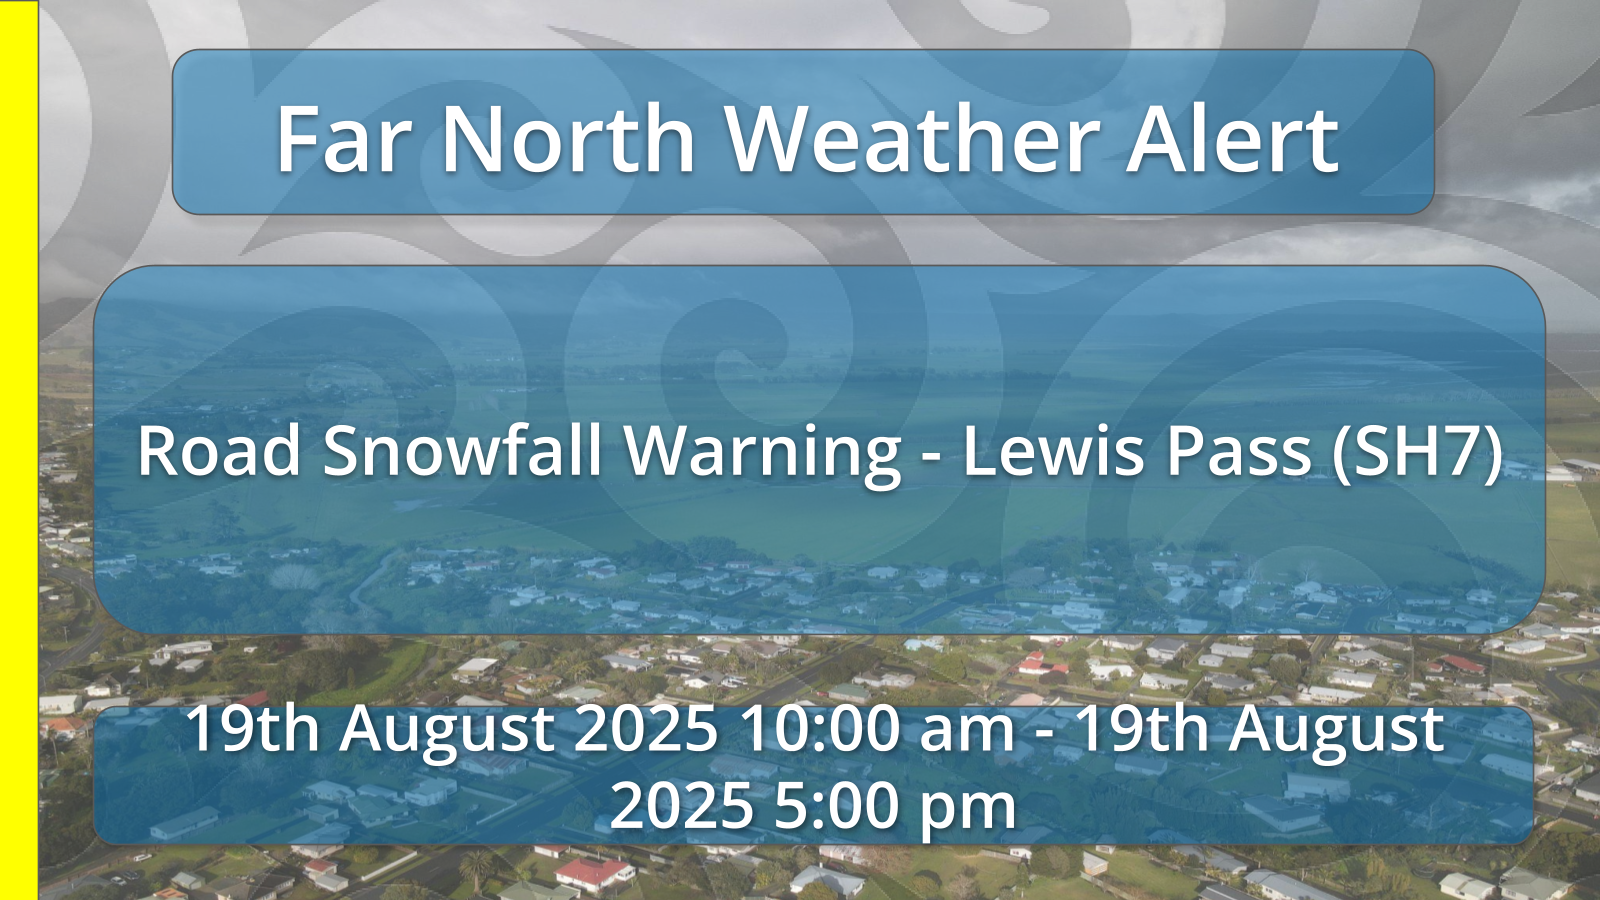 Far North Weather Alert
Road Snowfall Warning - Lewis Pass (SH7)
19th August 2025 10:00 am - 19th August
2025 5:00 pm